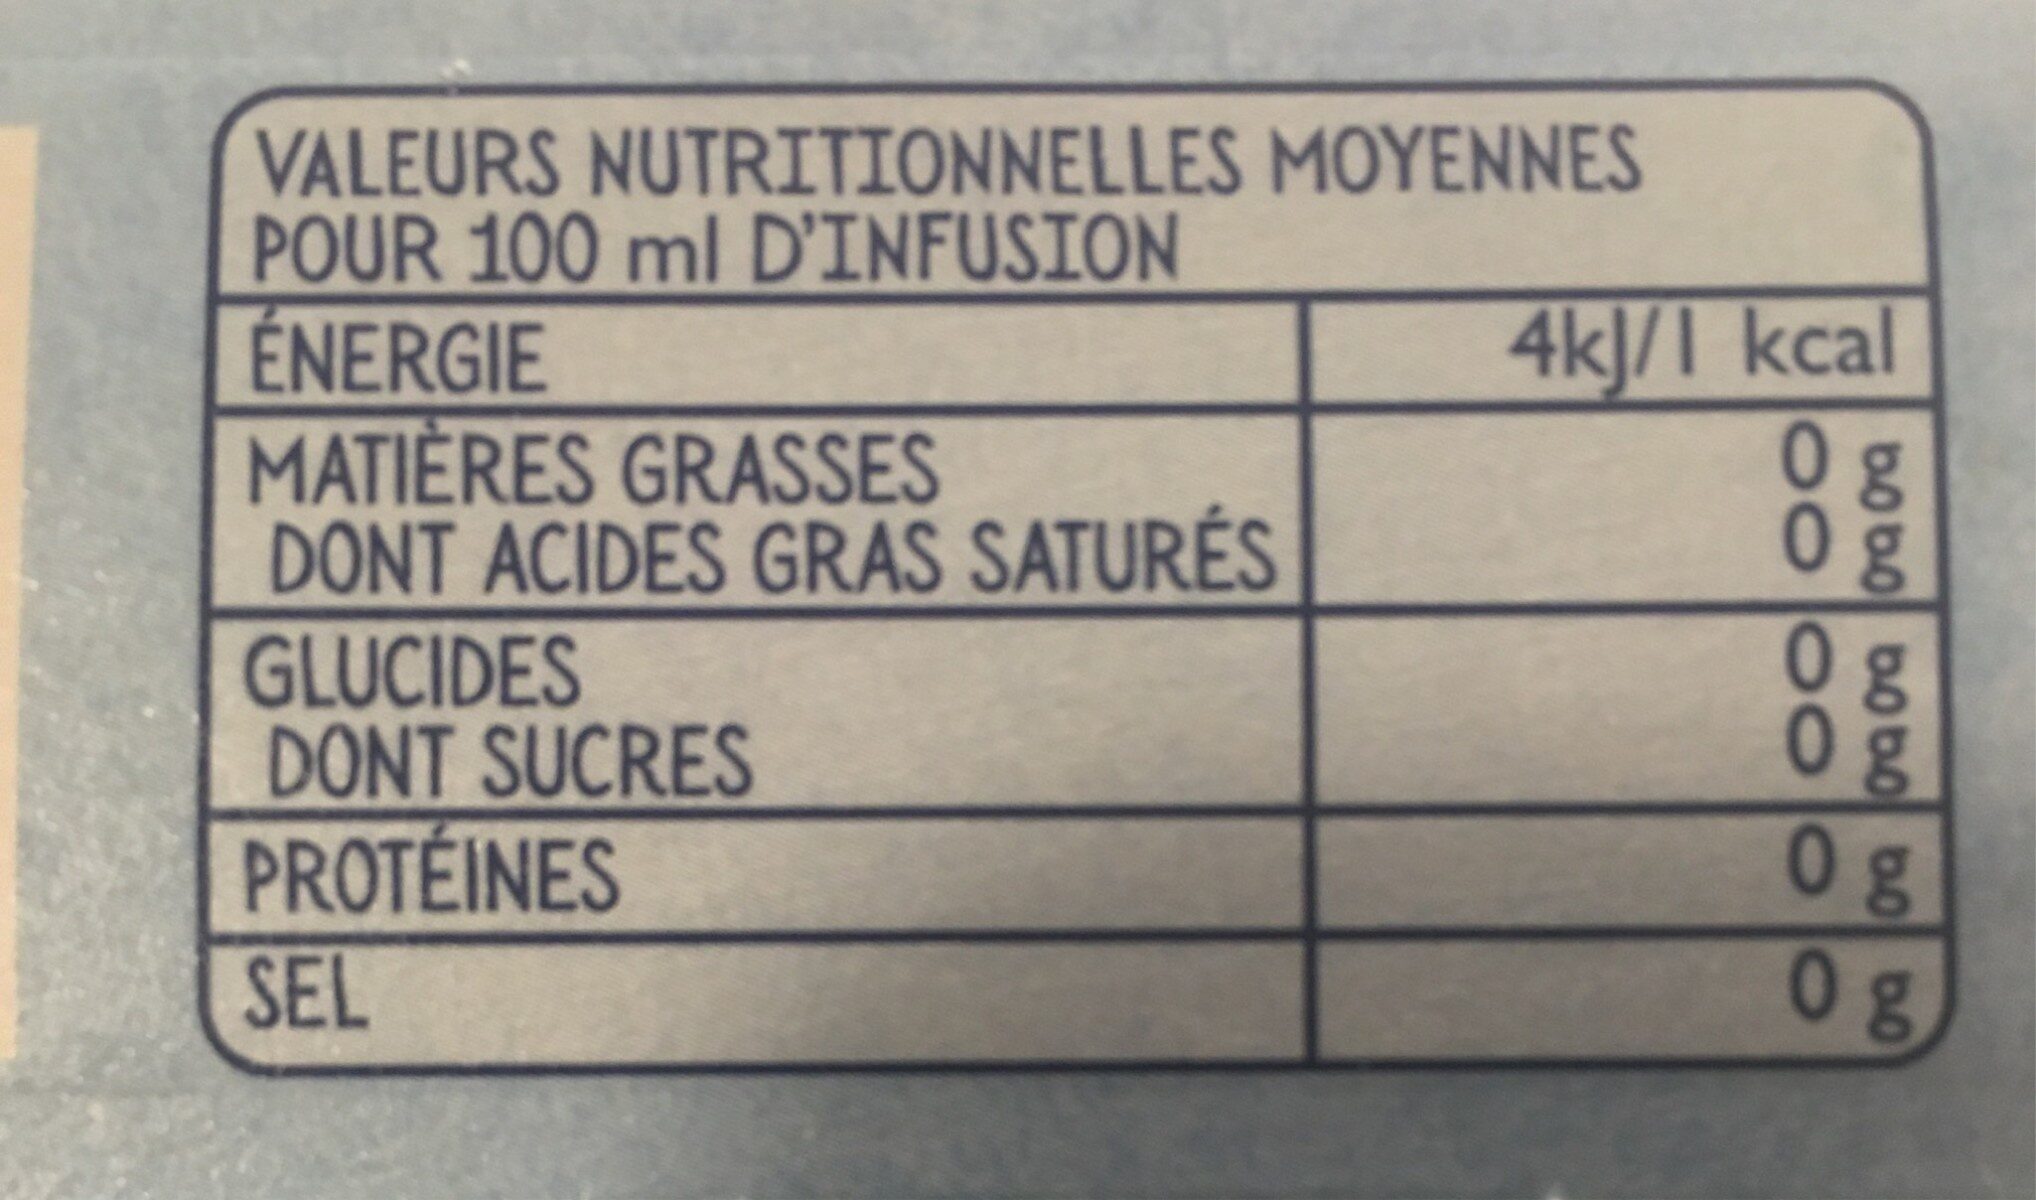 VALEURS NUTRITIONNELLES MOYENNES
POUR 100 ml D'INFUSION
ÉNERGIE 4kJ/1 kcal
MATIÈRES GRASSES 0 g
DONT ACIDES GRAS SATURÉS 0 g
GLUCIDES 0 g
DONT SUCRES 0 g
PROTÉINES 0 g
SEL 0 g